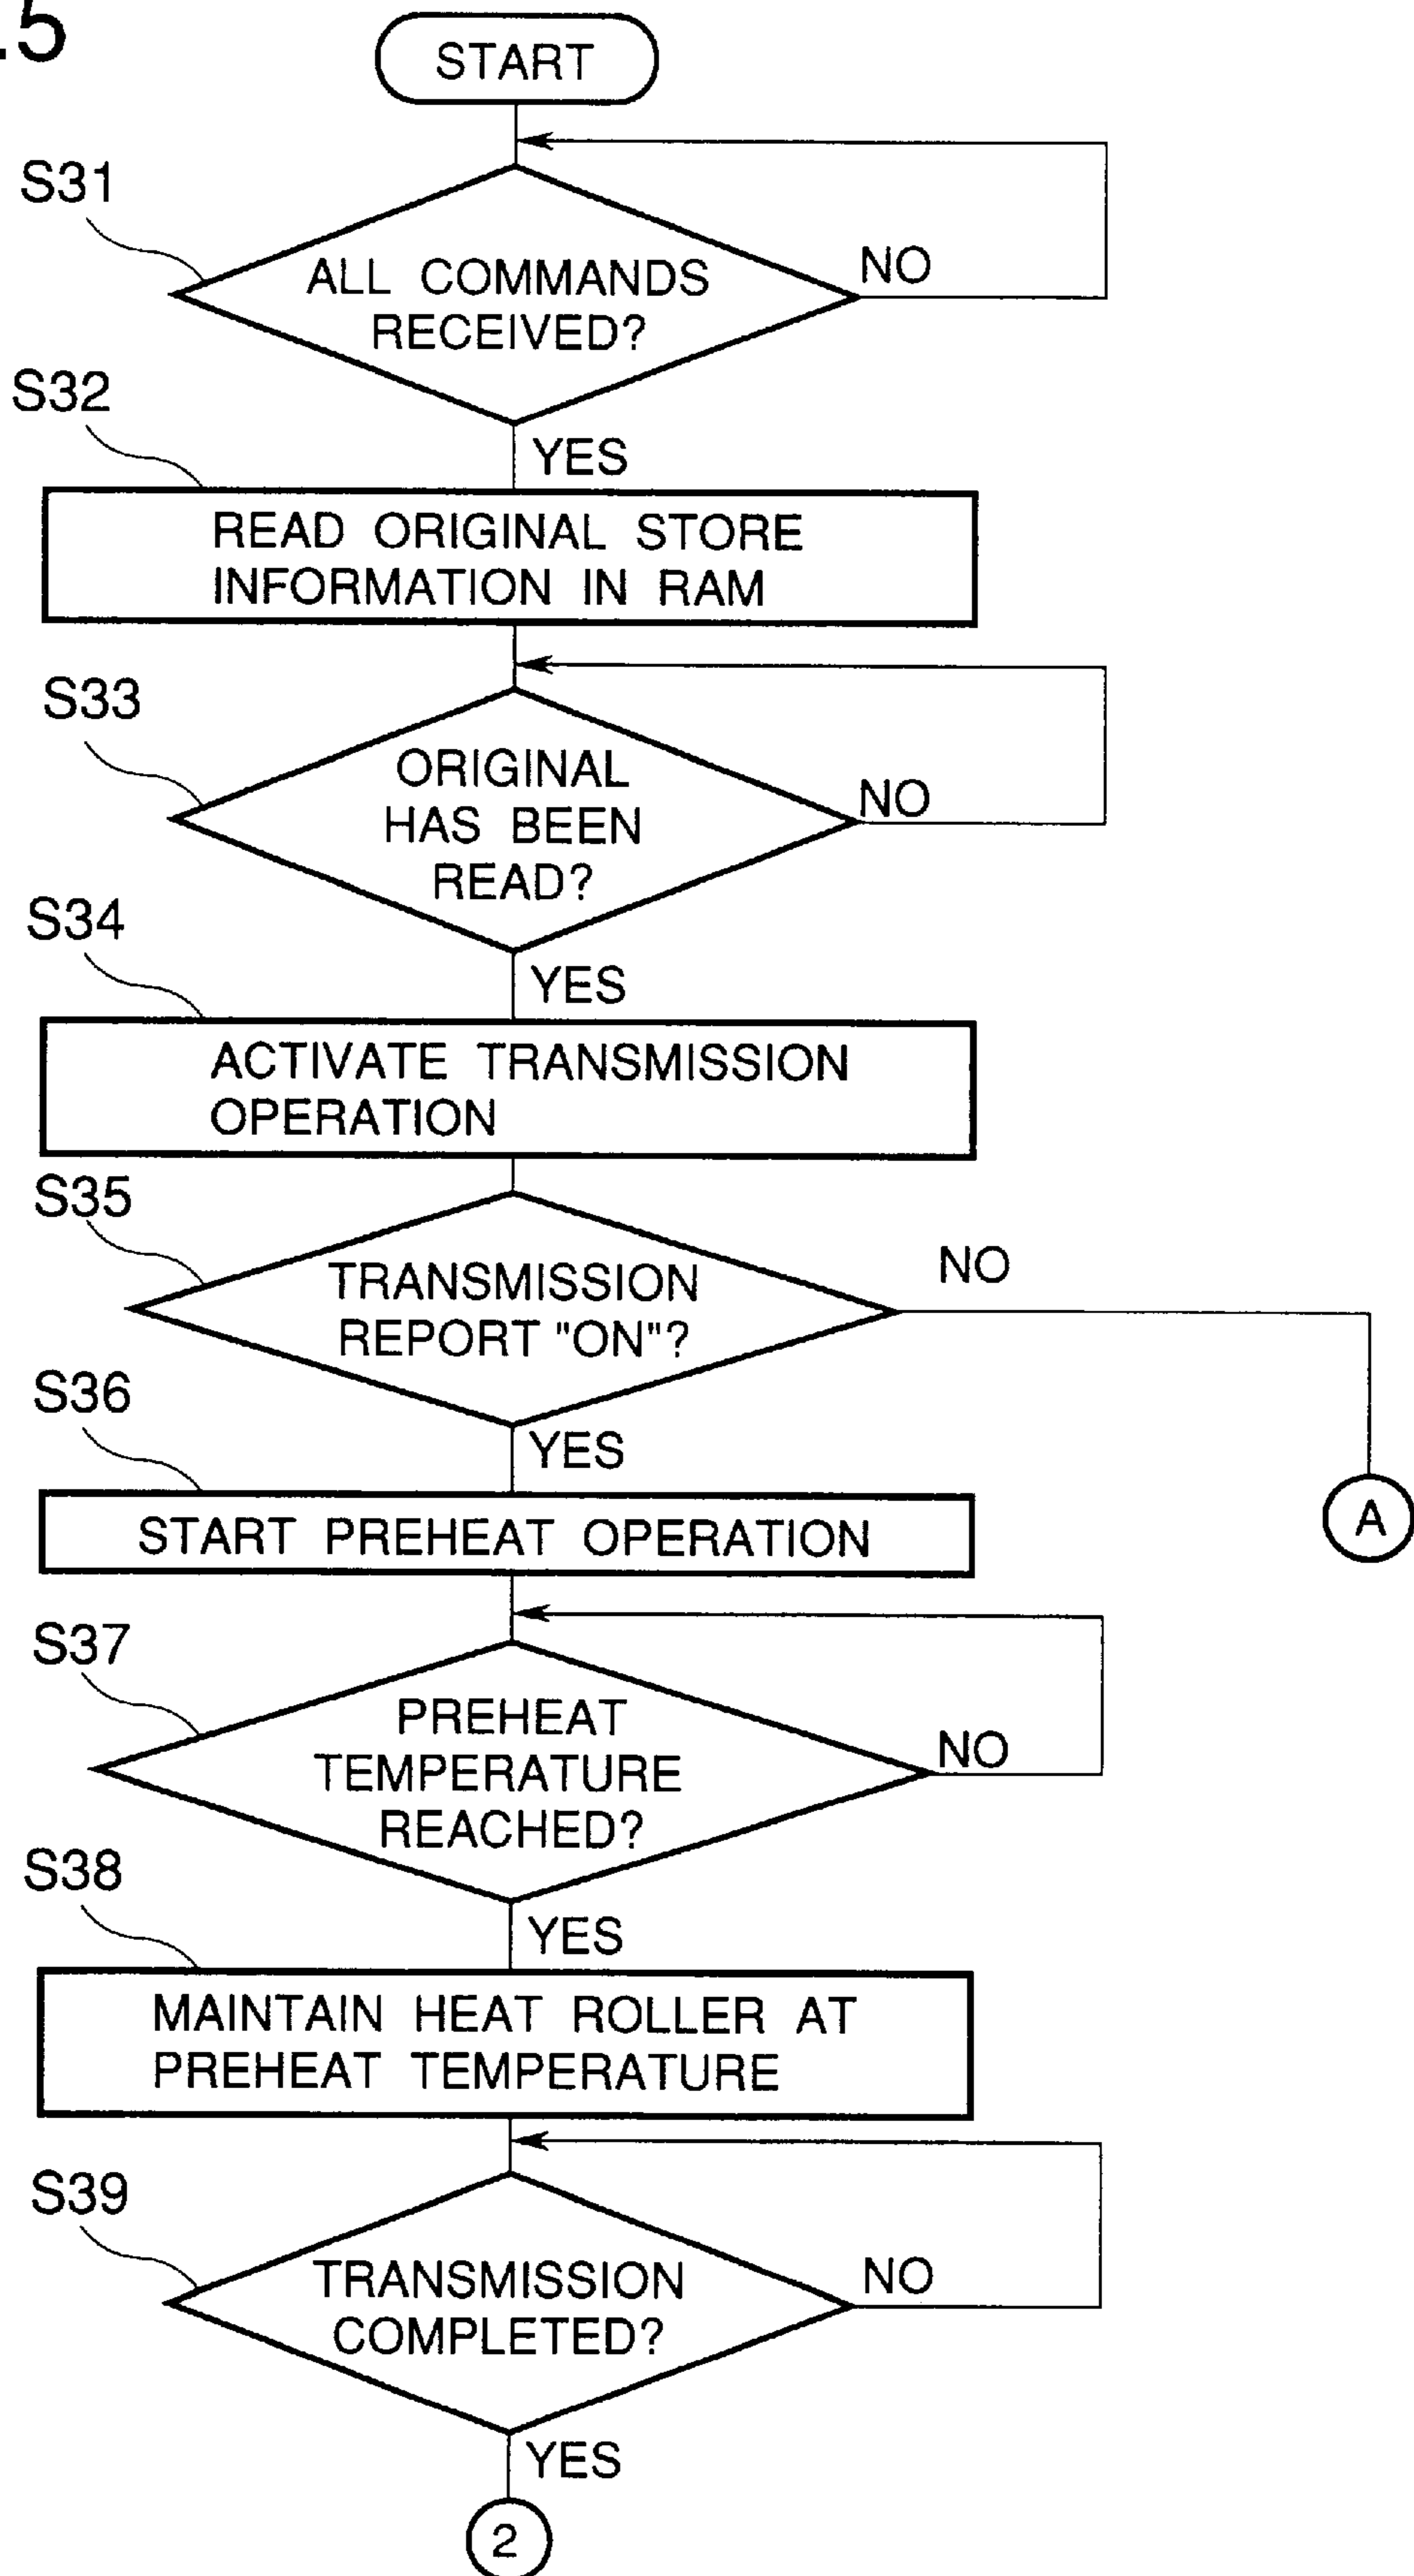 .5
START
S31
ALL COMMANDS
RECEIVED?
NO
S32
YES
READ ORIGINAL STORE
INFORMATION IN RAM
S33
ORIGINAL
HAS BEEN
READ?
NO
S34
YES
ACTIVATE TRANSMISSION
OPERATION
S35
TRANSMISSION
REPORT "ON"?
NO
S36
YES
START PREHEAT OPERATION
A
S37
PREHEAT
TEMPERATURE
REACHED?
NO
S38
YES
MAINTAIN HEAT ROLLER AT
PREHEAT TEMPERATURE
S39
TRANSMISSION
COMPLETED?
NO
YES
2